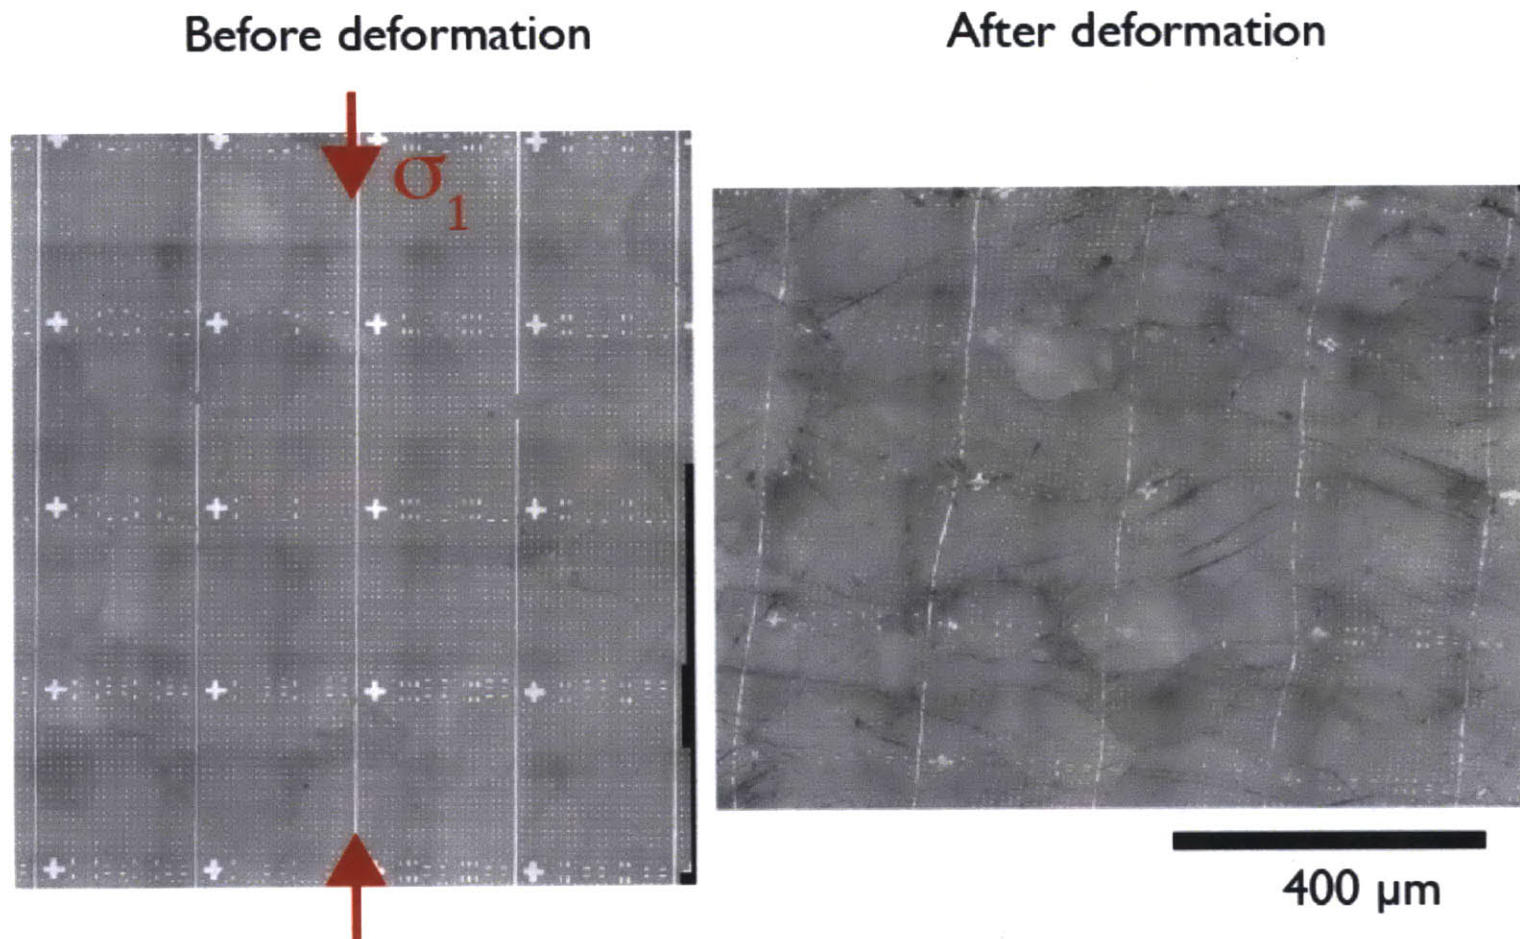 Before deformation
After deformation
σ1
400 µm